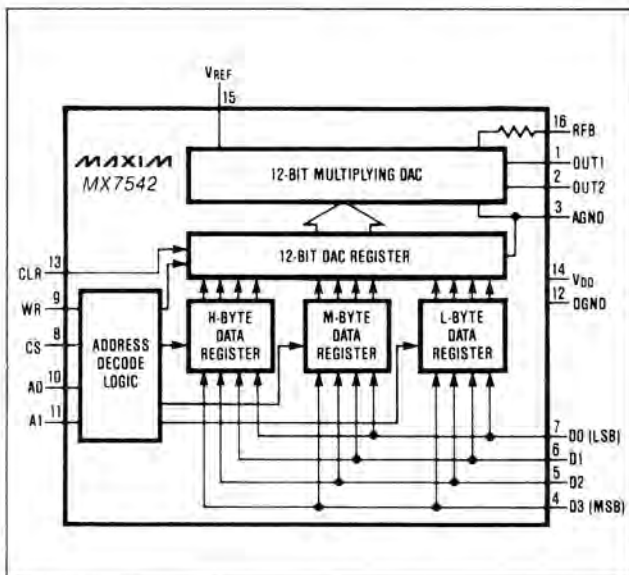 VREF
15
MAXIM
MX7542
12-BIT MULTIPLYING DAC
16 RFB
1 OUT1
2 OUT2
3 AGND
12-BIT DAC REGISTER
14 VDD
12 DGND
CLR 13
WR 9
CS 8
A0 10
A1 11
ADDRESS
DECODE
LOGIC
H-BYTE
DATA
REGISTER
M-BYTE
DATA
REGISTER
L-BYTE
DATA
REGISTER
7 D0 (LSB)
6 D1
5 D2
4 D3 (MSB)